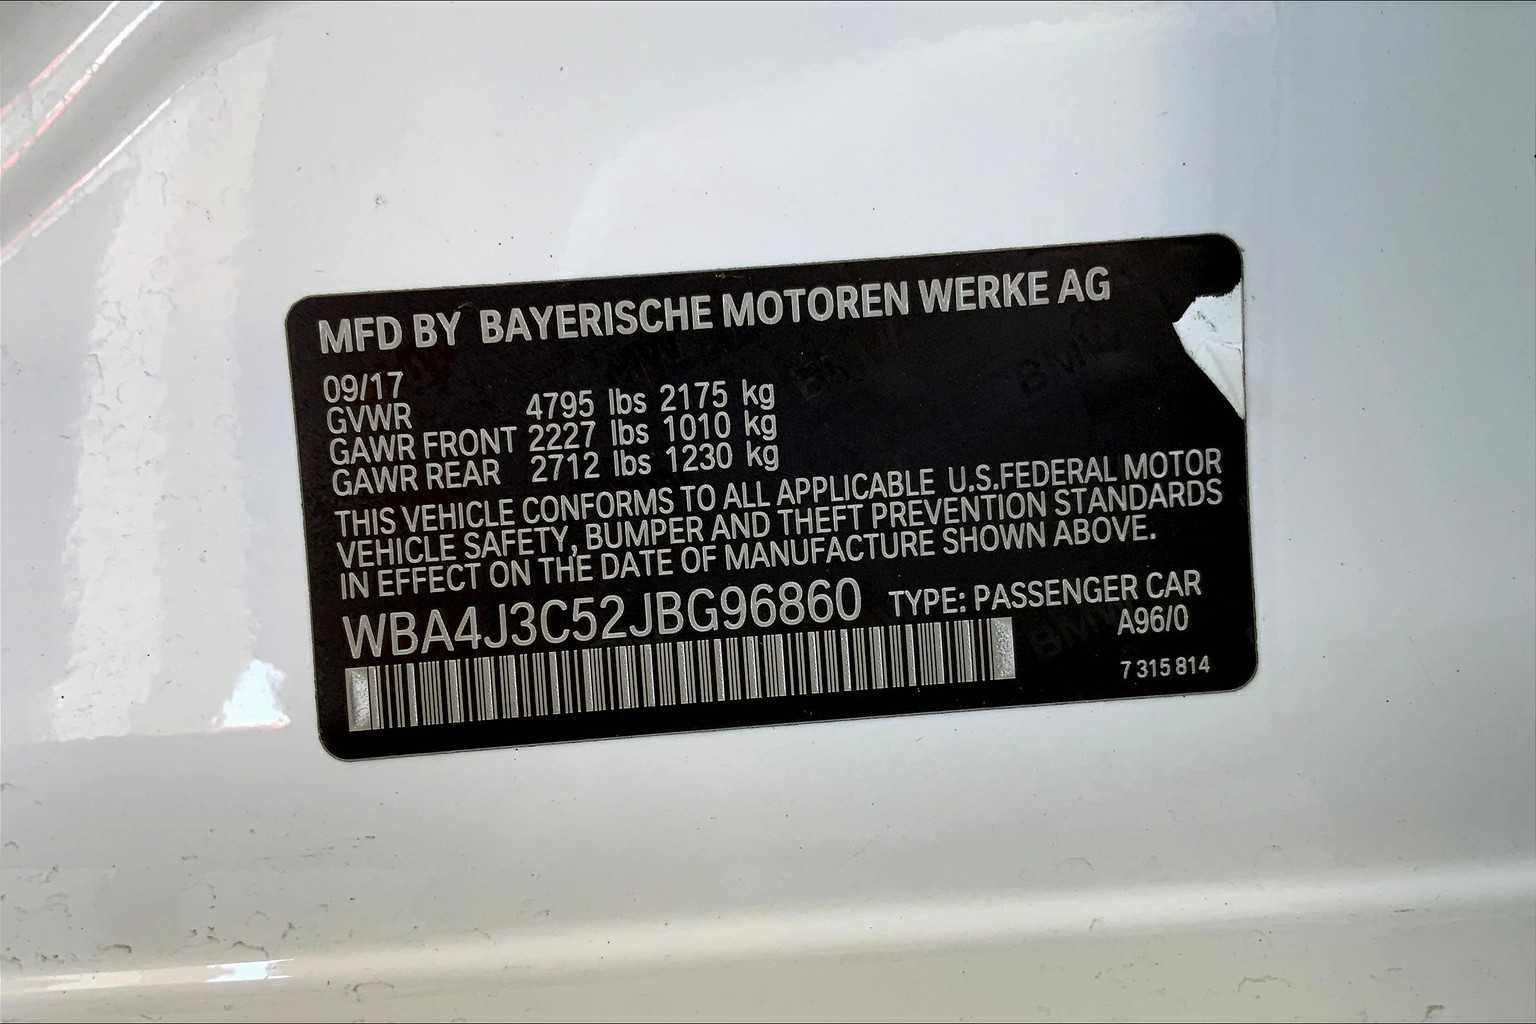 MFD BY BAYERISCHE MOTOREN WERKE AG
09/17
GVWR 4795 lbs 2175 kg
GAWR FRONT 2227 lbs 1010 kg
GAWR REAR 2712 lbs 1230 kg
THIS VEHICLE CONFORMS TO ALL APPLICABLE U.S.FEDERAL MOTOR
VEHICLE SAFETY, BUMPER AND THEFT PREVENTION STANDARDS
IN EFFECT ON THE DATE OF MANUFACTURE SHOWN ABOVE.
WBA4J3C52JBG96860 TYPE: PASSENGER CAR
A96/0
7 315 814
BMW
BMW
BMW